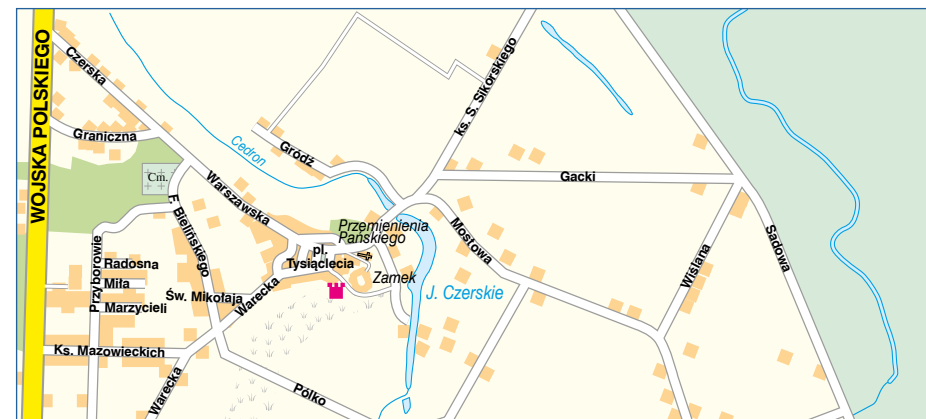 WOJSKA POLSKIEGO
Czerska
ks. S. Sikorskiego
Graniczna
Cedron
Gródź
Cm.
Warszawska
Gacki
F. Bielińskiego
Przemienienia
Pańskiego
Mostowa
Sadowa
Przyborowie
pl.
Tysiąclecia
Wiślana
Radosna
Zamek
Miła
Św. Mikołaja
Warecka
J. Czerskie
Marzycieli
Ks. Mazowieckich
Warecka
Pólko